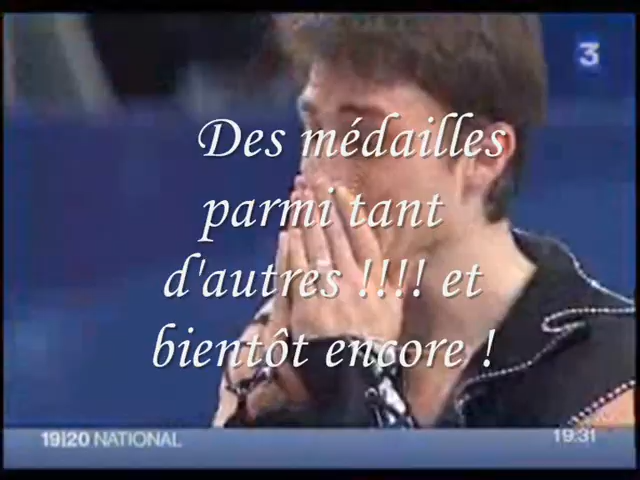 3
Des médailles
parmi tant
d'autres !!!! et
bientôt encore !
19|20 NATIONAL
19:31